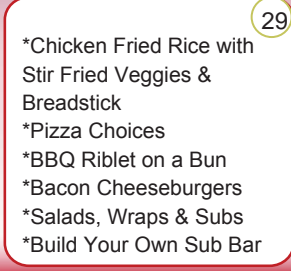 29
*Chicken Fried Rice with
Stir Fried Veggies &
Breadstick
*Pizza Choices
*BBQ Riblet on a Bun
*Bacon Cheeseburgers
*Salads, Wraps & Subs
*Build Your Own Sub Bar